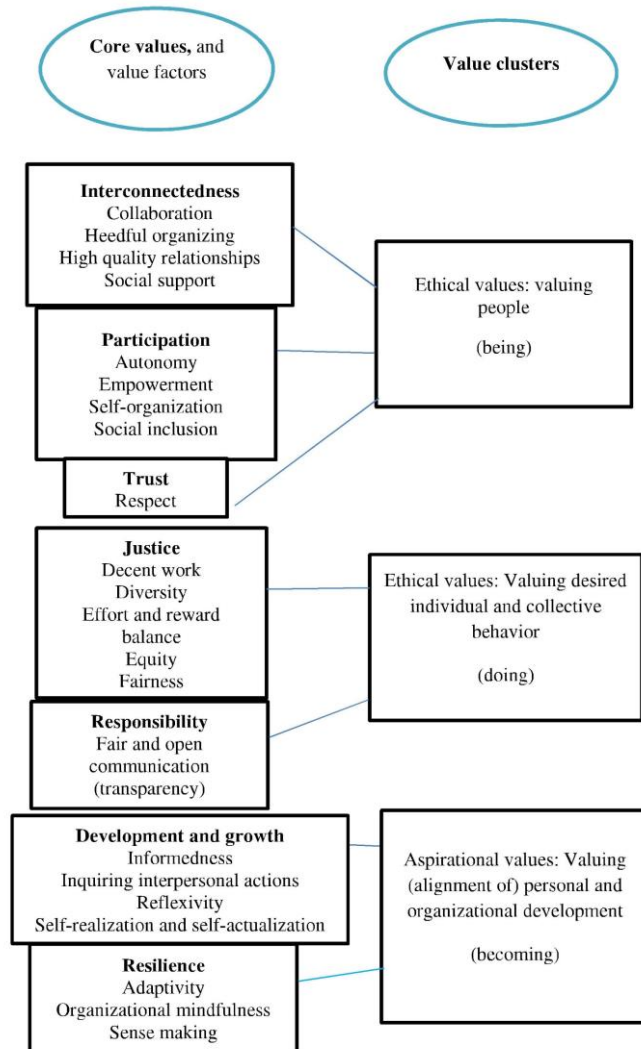 Core values, and
value factors
Value clusters
Interconnectedness
Collaboration
Heedful organizing
High quality relationships
Social support
Ethical values: valuing
people
(being)
Participation
Autonomy
Empowerment
Self-organization
Social inclusion
Trust
Respect
Justice
Decent work
Diversity
Effort and reward
balance
Equity
Fairness
Ethical values: Valuing desired
individual and collective
behavior
(doing)
Responsibility
Fair and open
communication
(transparency)
Development and growth
Informedness
Inquiring interpersonal actions
Reflexivity
Self-realization and self-actualization
Aspirational values: Valuing
(alignment of) personal and
organizational development
(becoming)
Resilience
Adaptivity
Organizational mindfulness
Sense making